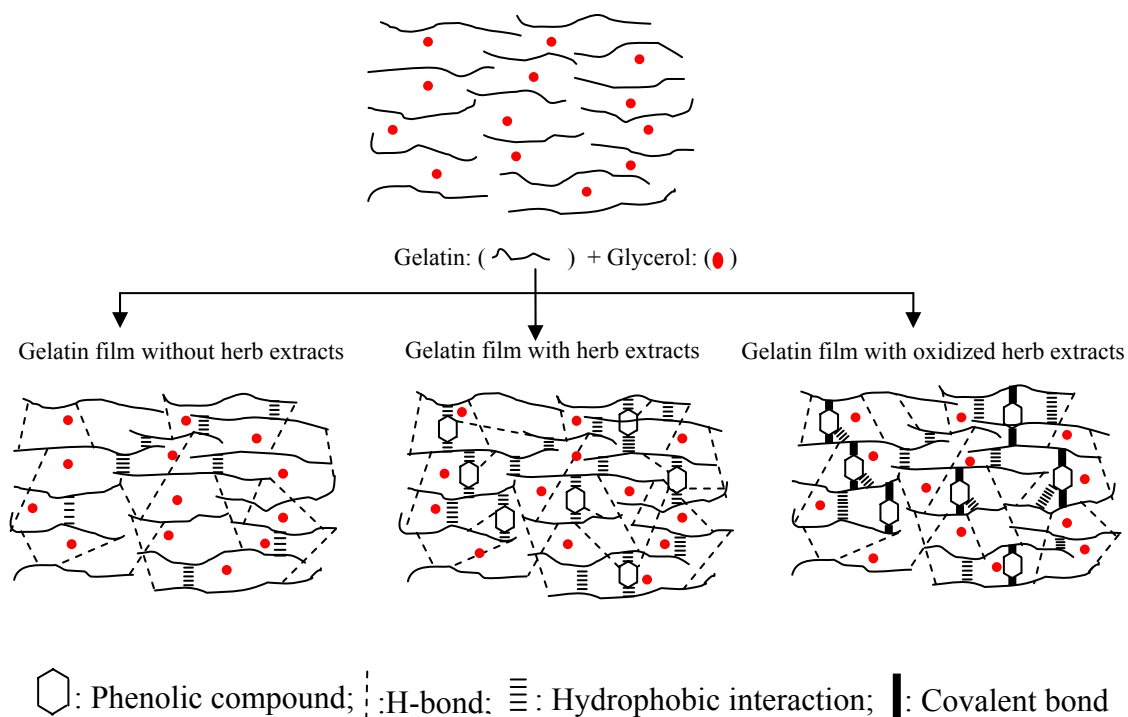 Gelatin: ( ) + Glycerol: ( )
Gelatin film without herb extracts
Gelatin film with herb extracts
Gelatin film with oxidized herb extracts
: Phenolic compound; :H-bond; : Hydrophobic interaction; : Covalent bond